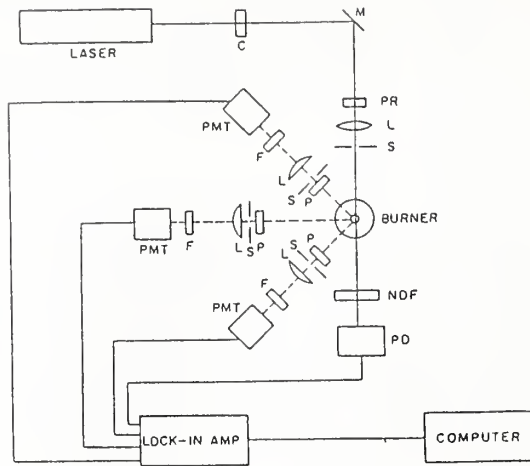 LASER
C
M
PR
L
S
PMT
F
L
S
P
BURNER
PMT
F
L
S
P
PMT
F
L
S
P
NDF
PD
LOCK-IN AMP
COMPUTER